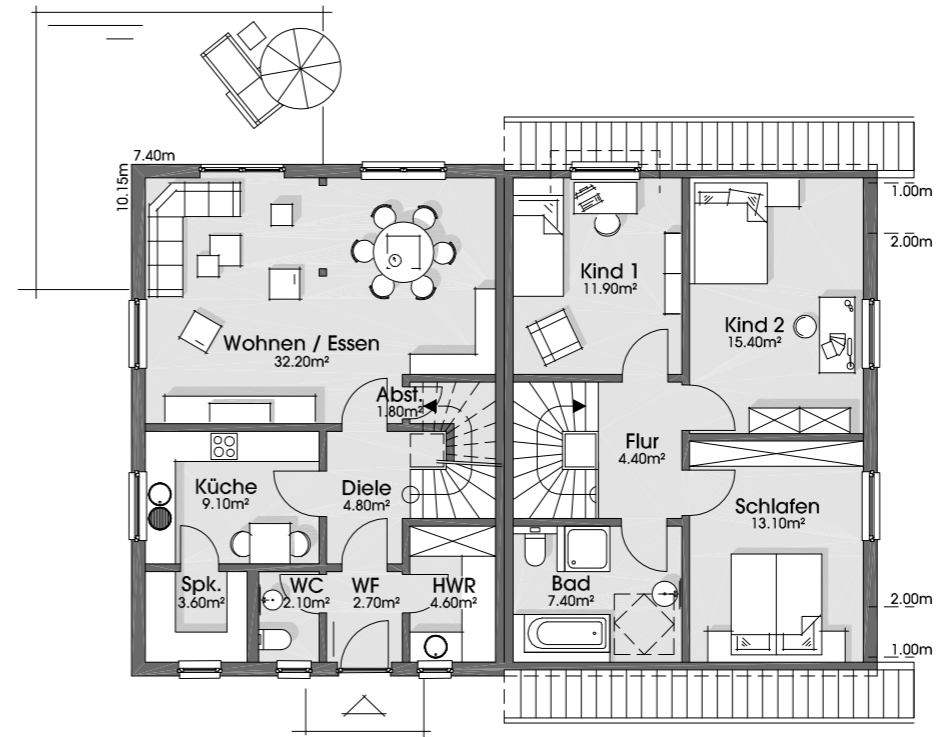 7.40m
10.15m
1.00m
2.00m
Wohnen / Essen
32.20m²
Kind 1
11.90m²
Kind 2
15.40m²
Abst.
1.80m²
Flur
4.40m²
Küche
9.10m²
Diele
4.80m²
Schlafen
13.10m²
Spk.
3.60m²
WC
2.10m²
WF
2.70m²
HWR
4.60m²
Bad
7.40m²
2.00m
1.00m